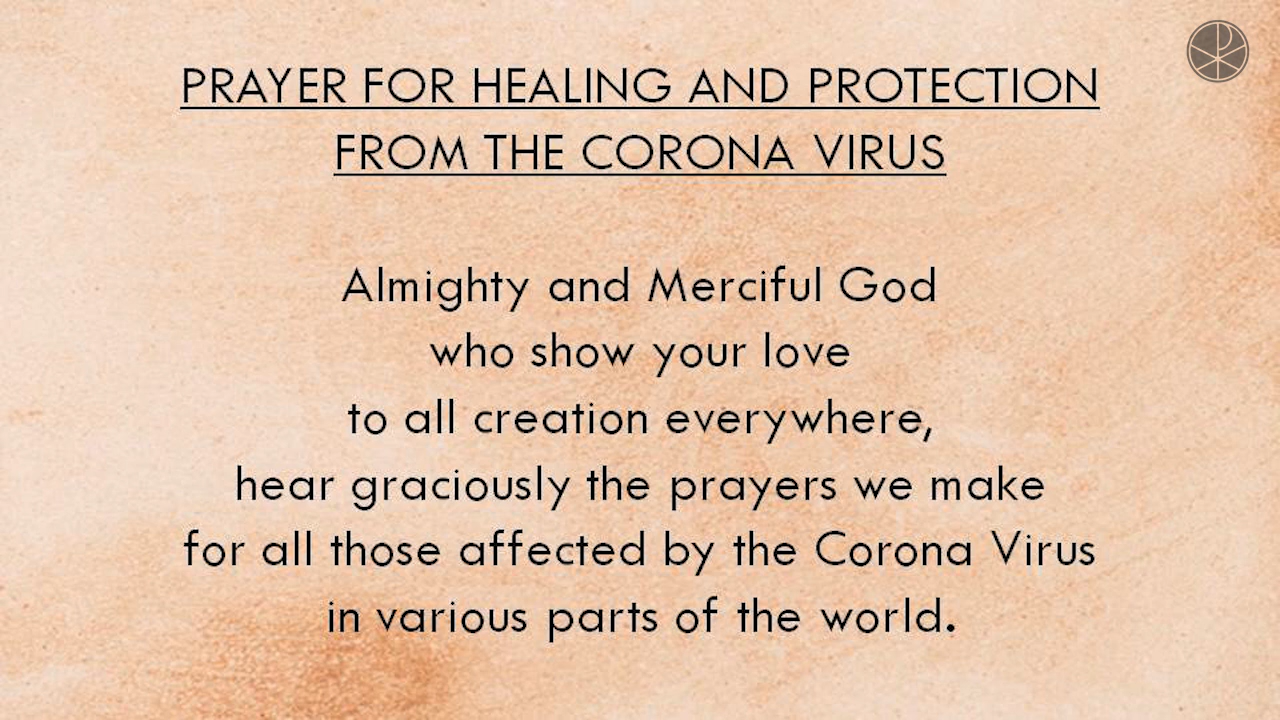 PRAYER FOR HEALING AND PROTECTION
FROM THE CORONA VIRUS
Almighty and Merciful God
who show your love
to all creation everywhere,
hear graciously the prayers we make
for all those affected by the Corona Virus
in various parts of the world.